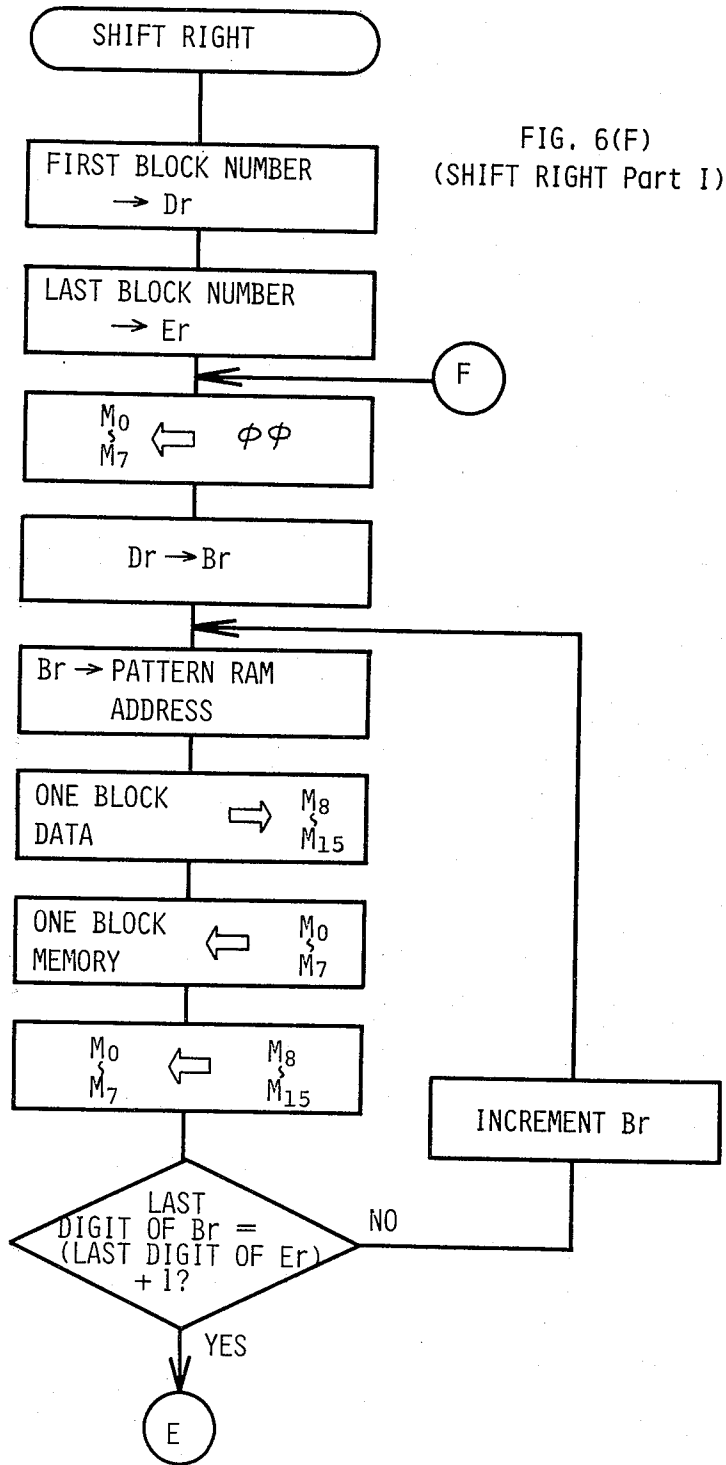 SHIFT RIGHT
FIG. 6(F)
(SHIFT RIGHT Part I)
FIRST BLOCK NUMBER
→ Dr
LAST BLOCK NUMBER
→ Er
F
M0
⇦ φφ
M7
Dr → Br
Br → PATTERN RAM
ADDRESS
ONE BLOCK ⇨ M8
DATA M15
ONE BLOCK ⇦ M0
MEMORY M7
M0 ⇦ M8
M7 M15
INCREMENT Br
LAST
DIGIT OF Br =
(LAST DIGIT OF Er)
+ 1?
NO
YES
E